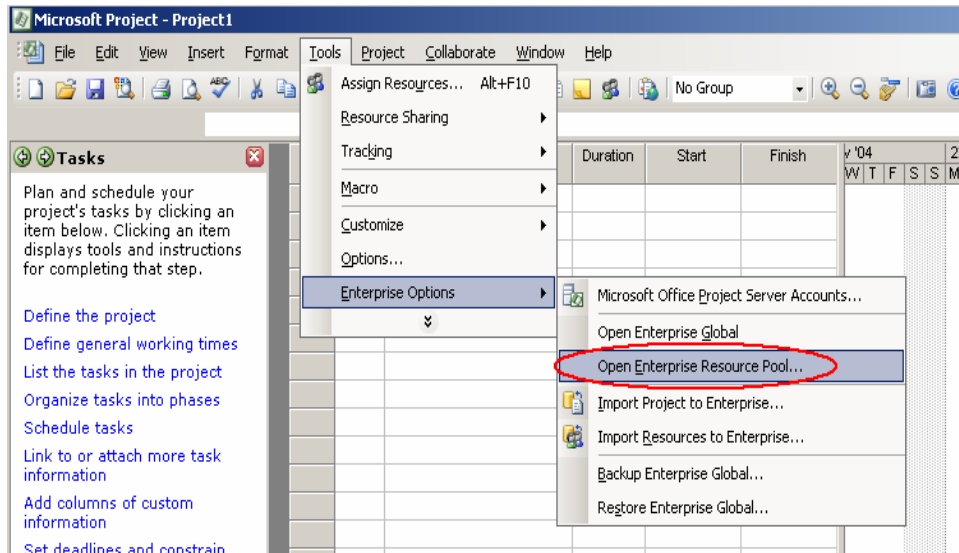 Microsoft Project - Project1
File Edit View Insert Format Tools Project Collaborate Window Help
No Group
Tasks
Plan and schedule your
project's tasks by clicking an
item below. Clicking an item
displays tools and instructions
for completing that step.
Define the project
Define general working times
List the tasks in the project
Organize tasks into phases
Schedule tasks
Link to or attach more task
information
Add columns of custom
information
Set deadlines and constrain
Assign Resources... Alt+F10
Resource Sharing
Tracking
Macro
Customize
Options...
Enterprise Options
Microsoft Office Project Server Accounts...
Open Enterprise Global
Open Enterprise Resource Pool...
Import Project to Enterprise...
Import Resources to Enterprise...
Backup Enterprise Global...
Restore Enterprise Global...
Duration Start Finish
'04 2
W T F S S M